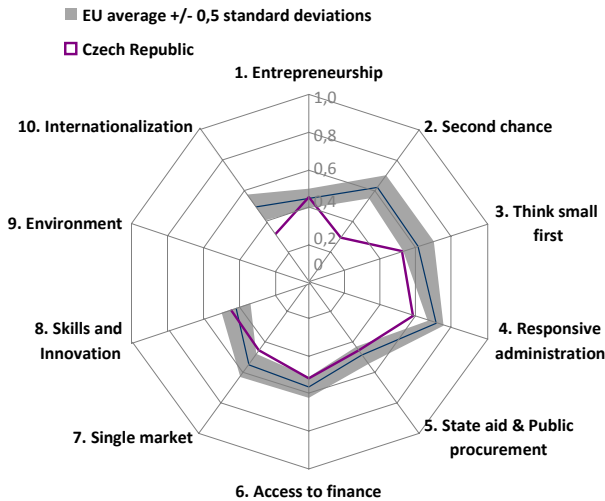 EU average +/- 0,5 standard deviations
Czech Republic
1. Entrepreneurship
1,0
10. Internationalization
2. Second chance
0,8
0,6
9. Environment
3. Think small
first
0,4
0,2
0
8. Skills and
Innovation
4. Responsive
administration
7. Single market
5. State aid & Public
procurement
6. Access to finance